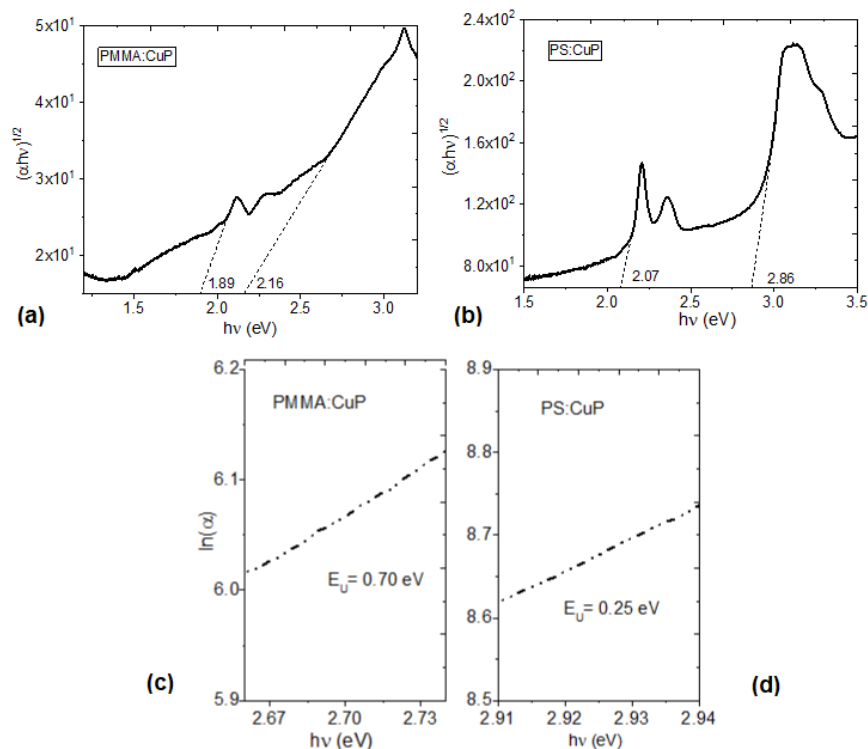 PMMA:CuP
(αhν)^{1/2}
5x10¹
4x10¹
3x10¹
2x10¹
1.89
2.16
1.5
2.0
2.5
3.0
hν (eV)
(a)
PS:CuP
(αhν)^{1/2}
2.4x10²
1.6x10²
1.2x10²
8.0x10¹
2.07
2.86
1.5
2.0
2.5
3.0
3.5
hν (eV)
(b)
PMMA:CuP
ln(α)
6.2
6.1
6.0
5.9
E_U= 0.70 eV
2.67
2.70
2.73
hν (eV)
(c)
PS:CuP
8.9
8.8
8.7
8.6
8.5
E_U= 0.25 eV
2.91
2.92
2.93
2.94
hν (eV)
(d)